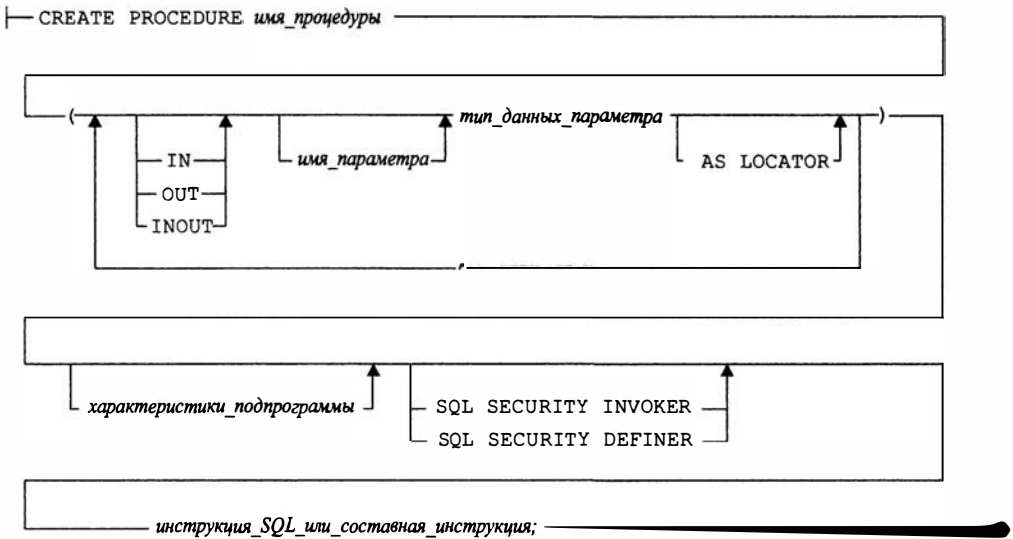 CREATE PROCEDURE имя_процедуры
( тип_данных_параметра )
IN имя_параметра AS LOCATOR
OUT
INOUT
,
характеристики_подпрограммы SQL SECURITY INVOKER
SQL SECURITY DEFINER
инструкция_SQL_или_составная_инструкция;